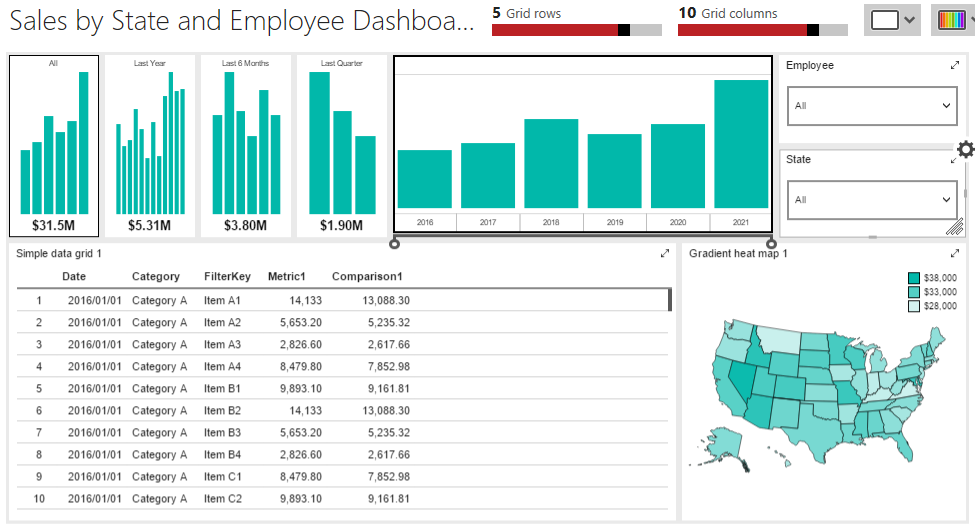 Sales by State and Employee Dashboa...
5 Grid rows
10 Grid columns
All
Last Year
Last 6 Months
Last Quarter
$31.5M
$5.31M
$3.80M
$1.90M
2016 2017 2018 2019 2020 2021
Employee
All
State
All
Simple data grid 1
Date Category FilterKey Metric1 Comparison1
1 2016/01/01 Category A Item A1 14,133 13,088.30
2 2016/01/01 Category A Item A2 5,653.20 5,235.32
3 2016/01/01 Category A Item A3 2,826.60 2,617.66
4 2016/01/01 Category A Item A4 8,479.80 7,852.98
5 2016/01/01 Category A Item B1 9,893.10 9,161.81
6 2016/01/01 Category A Item B2 14,133 13,088.30
7 2016/01/01 Category A Item B3 5,653.20 5,235.32
8 2016/01/01 Category A Item B4 2,826.60 2,617.66
9 2016/01/01 Category A Item C1 8,479.80 7,852.98
10 2016/01/01 Category A Item C2 9,893.10 9,161.81
Gradient heat map 1
$38,000
$33,000
$28,000